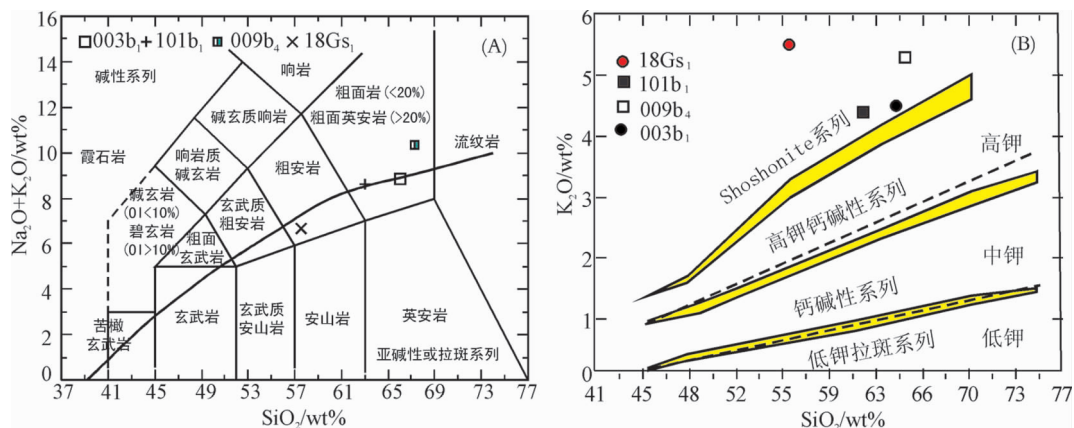 16
14
12
10
8
6
4
2
0
Na₂O+K₂O/wt%
003b₁ 101b₁ 009b₄ 18Gs₁
(A)
碱性系列
响岩
粗面岩(<20%)
粗面英安岩(>20%)
碱玄质响岩
流纹岩
霞石岩
响岩质
碱玄岩
粗安岩
碱玄岩
(01<10%)
碧玄岩
(01>10%)
玄武质
粗安岩
粗面
玄武岩
苦橄
玄武岩
玄武岩
玄武质
安山岩
安山岩
英安岩
亚碱性或拉斑系列
37 41 45 49 53 57 61 65 69 73 77
SiO₂/wt%
6
5
4
3
2
1
0
K₂O/wt%
(B)
18Gs₁
101b₁
009b₄
003b₁
Shoshonite系列
高钾
高钾钙碱性系列
中钾
钙碱性系列
低钾拉斑系列
低钾
41 45 52 56 52 57 63 66 70 75 77
SiO₂/wt%